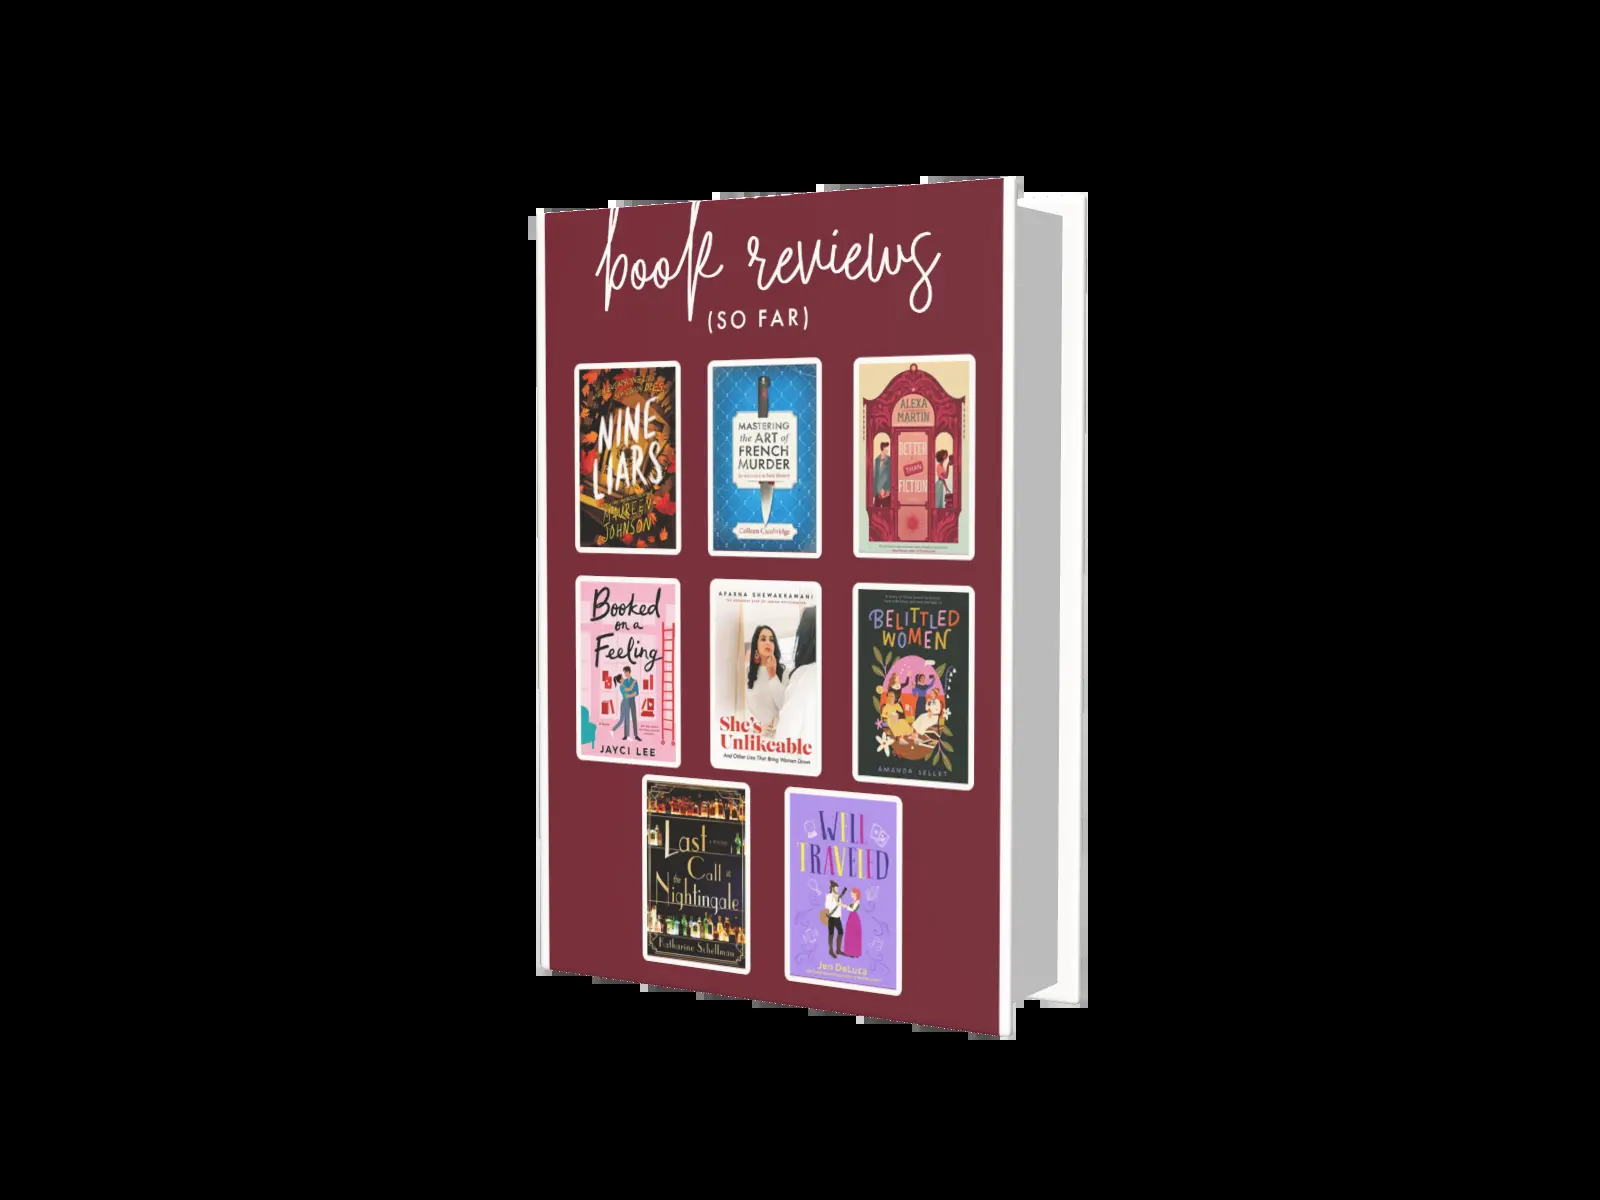 book reviews
(SO FAR)
NINE
LIARS
MAUREEN
JOHNSON
MASTERING
the ART of
FRENCH
MURDER
Colleen Cambridge
ALEXA
MARTIN
BETTER
THAN
FICTION
Booked
on a
Feeling
JAYCI LEE
APARNA SHEWAKRAMANI
She's
Unlikeable
And Other Lies That Bring Women Down
BELITTLED
WOMEN
AMANDA SELLET
Last
Call at
the
Nightingale
Katharine Schellman
WELL
TRAVELED
Jen DeLuca